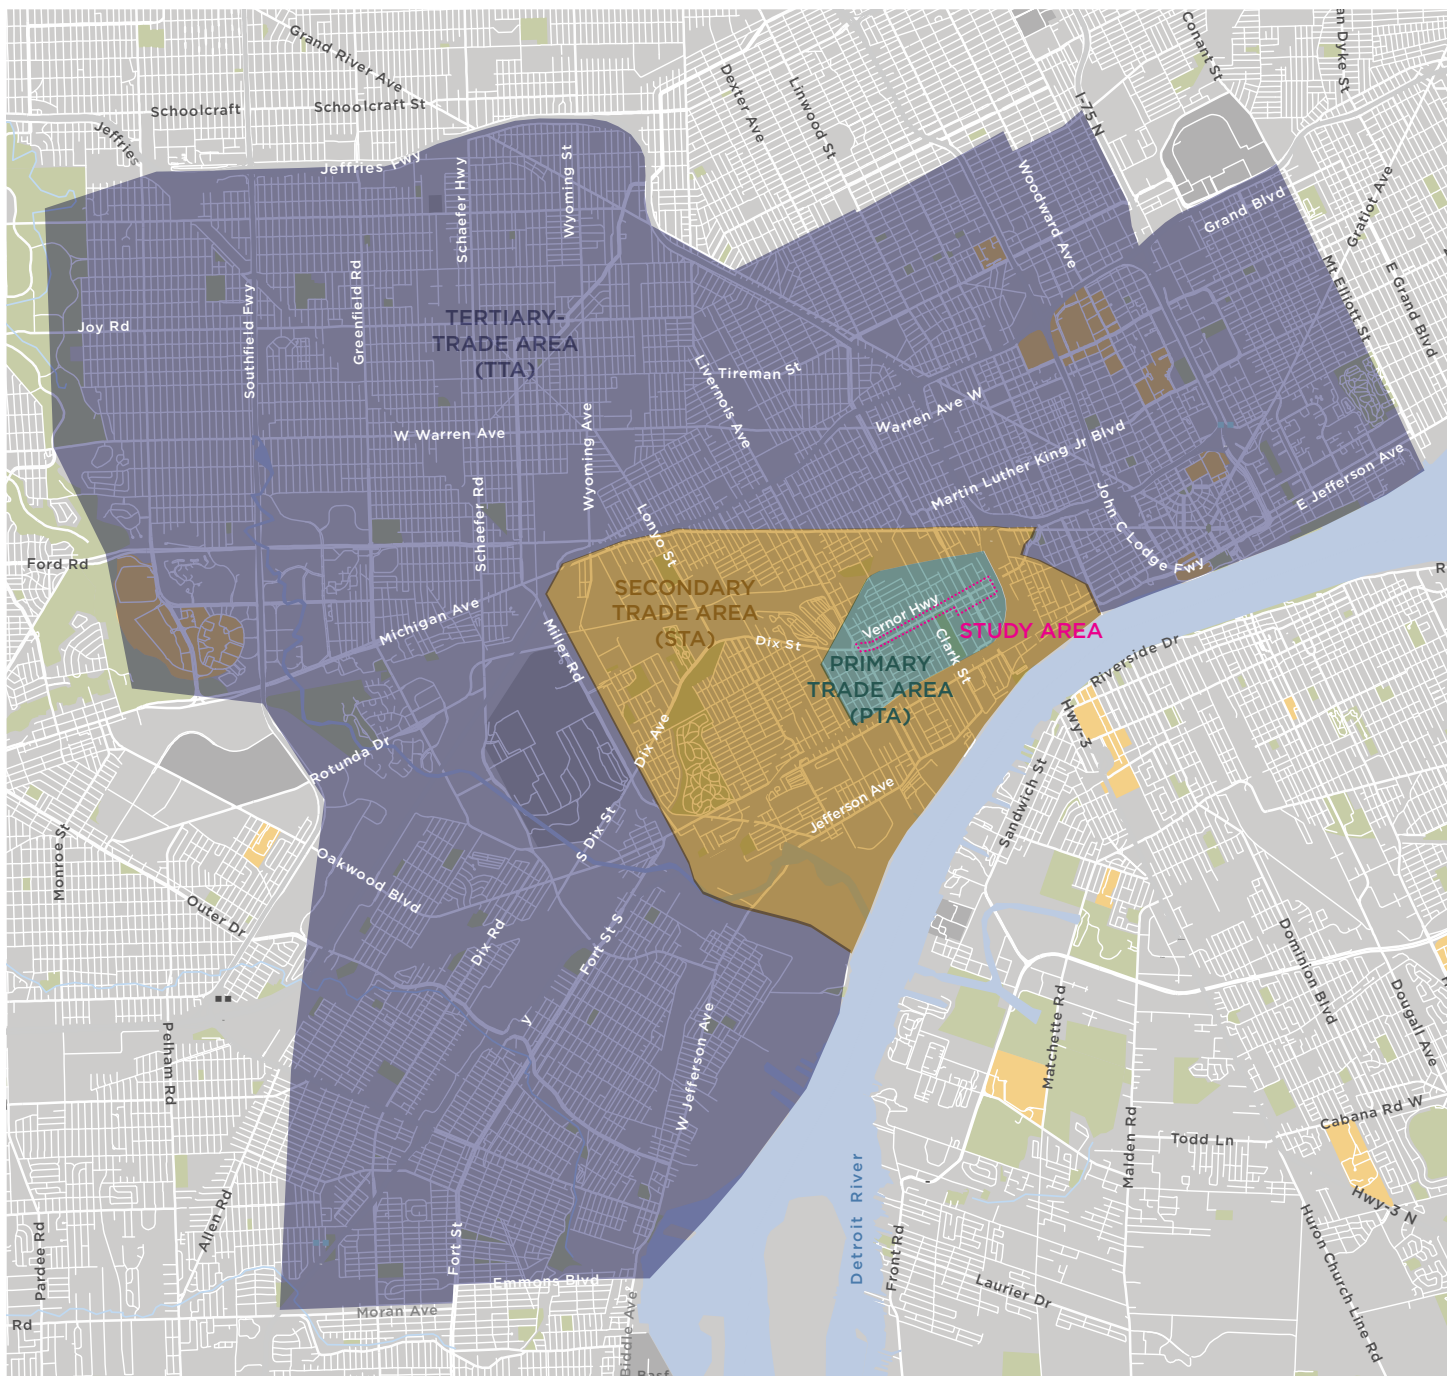 Grand River Ave
Conant St
an Dyke St
Schoolcraft
Schoolcraft St
Dexter Ave
Linwood St
I-75 N
Jeffries
Jeffries Fwy
Schaefer Hwy
Wyoming St
Woodward Ave
Grand Blvd
Gratiot Ave
Mt Elliott St
E Grand Blvd
Joy Rd
Southfield Fwy
Greenfield Rd
TERTIARY-
TRADE AREA
(TTA)
Livernois Ave
Tireman St
W Warren Ave
Wyoming Ave
Warren Ave W
Martin Luther King Jr Blvd
John C Lodge Fwy
E Jefferson Ave
Schaefer Rd
Lonyo St
Ford Rd
R
Michigan Ave
Miller Rd
SECONDARY
TRADE AREA
(STA)
Dix St
Vernor Hwy
Clark St
STUDY AREA
PRIMARY
TRADE AREA
(PTA)
Riverside Dr
Hwy-3
Rotunda Dr
Dix Ave
Jefferson Ave
Sandwich St
S Dix St
Monroe St
Oakwood Blvd
Outer Dr
Dix Rd
Fort St S
y
Dominion Blvd
Dougall Ave
Pelham Rd
W Jefferson Ave
Matchette Rd
Malden Rd
Todd Ln
Cabana Rd W
Hwy-3 N
Huron Church Line Rd
Allen Rd
Pardee Rd
Fort St
Emmons Blvd
Moran Ave
Rd
Biddle Ave
Basf
Detroit River
Front Rd
Laurier Dr